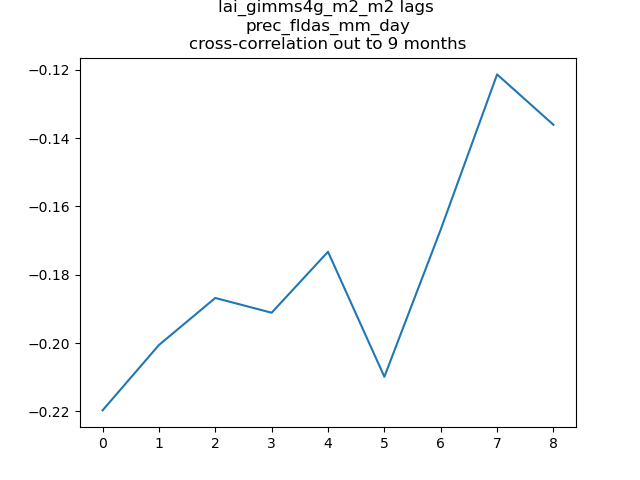 lai_gimms4g_m2_m2 lags
prec_fldas_mm_day
cross-correlation out to 9 months
−0.12
−0.14
−0.16
−0.18
−0.20
−0.22
0 1 2 3 4 5 6 7 8